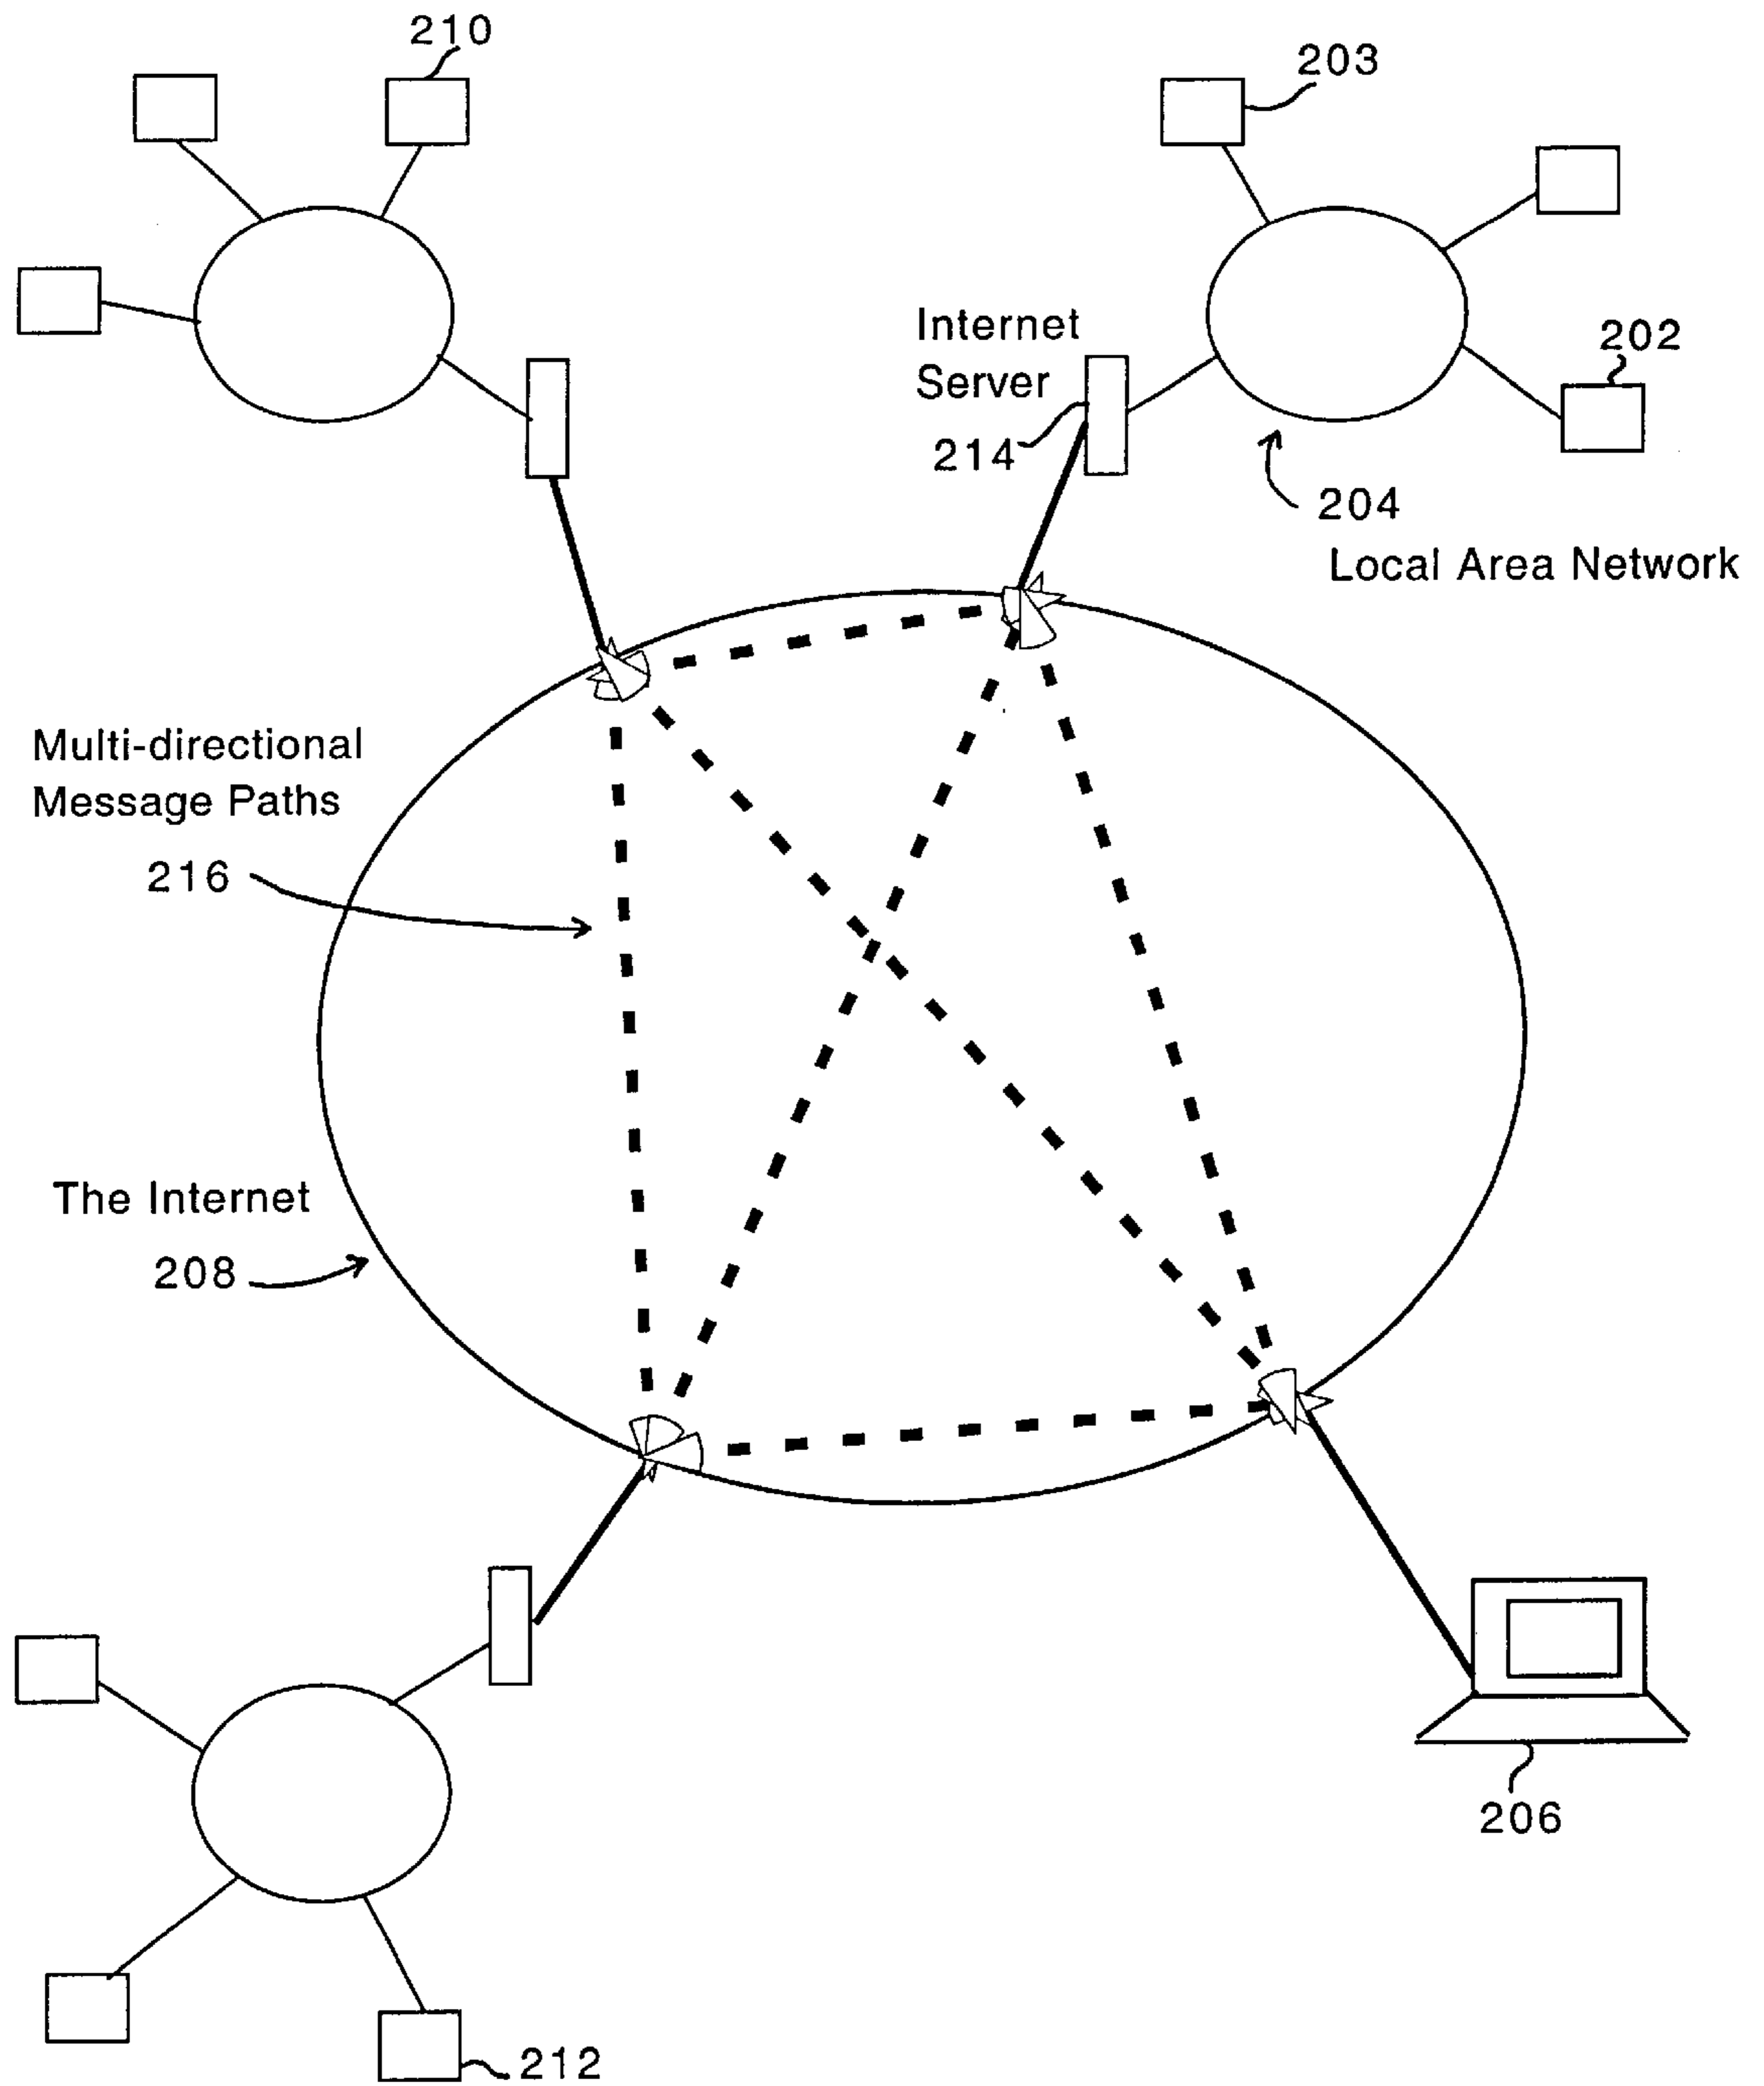 210
203
Internet
Server
214
202
204
Local Area Network
Multi-directional
Message Paths
216
The Internet
208
206
212